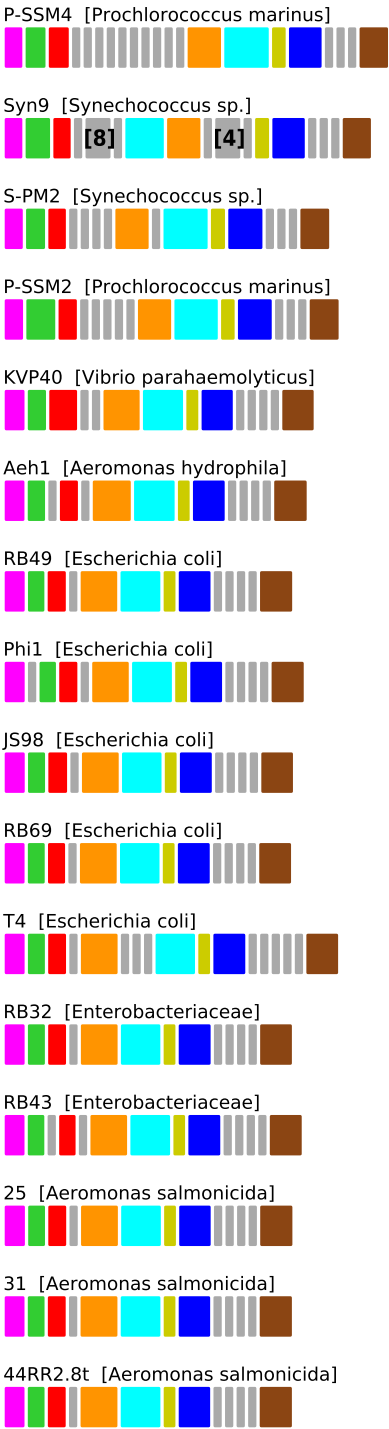 P-SSM4 [Prochlorococcus marinus]
Syn9 [Synechococcus sp.]
[8] [4]
S-PM2 [Synechococcus sp.]
P-SSM2 [Prochlorococcus marinus]
KVP40 [Vibrio parahaemolyticus]
Aeh1 [Aeromonas hydrophila]
RB49 [Escherichia coli]
Phi1 [Escherichia coli]
JS98 [Escherichia coli]
RB69 [Escherichia coli]
T4 [Escherichia coli]
RB32 [Enterobacteriaceae]
RB43 [Enterobacteriaceae]
25 [Aeromonas salmonicida]
31 [Aeromonas salmonicida]
44RR2.8t [Aeromonas salmonicida]